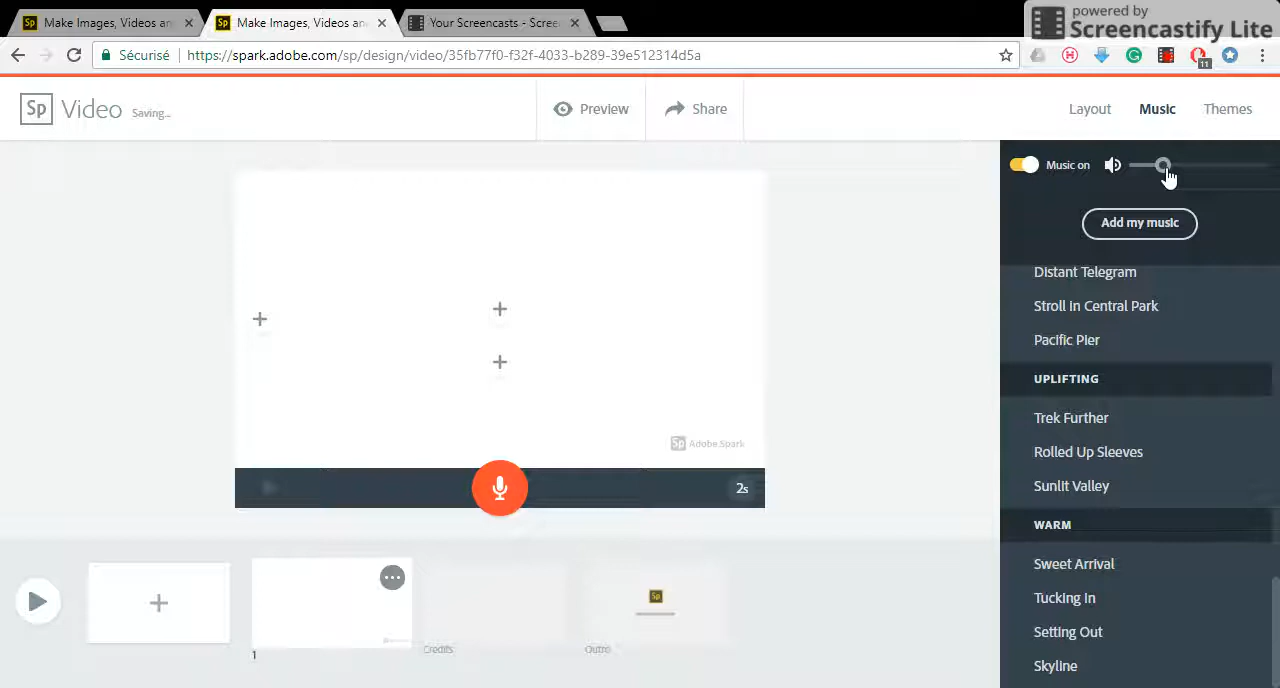 powered by
Screencastify Lite
Make Images, Videos an
Make Images, Videos an
Your Screencasts - Scree
Sécurisé
https://spark.adobe.com/sp/design/video/35fb77f0-f32f-4033-b289-39e512314d5a
11
Sp Video Saving...
Preview
Share
Layout
Music
Themes
Music on
Add my music
Distant Telegram
Stroll in Central Park
Pacific Pier
UPLIFTING
Trek Further
Rolled Up Sleeves
Sunlit Valley
WARM
Sweet Arrival
Tucking In
Setting Out
Skyline
Sp Adobe Spark
2s
Sp
1
Credits
Outro